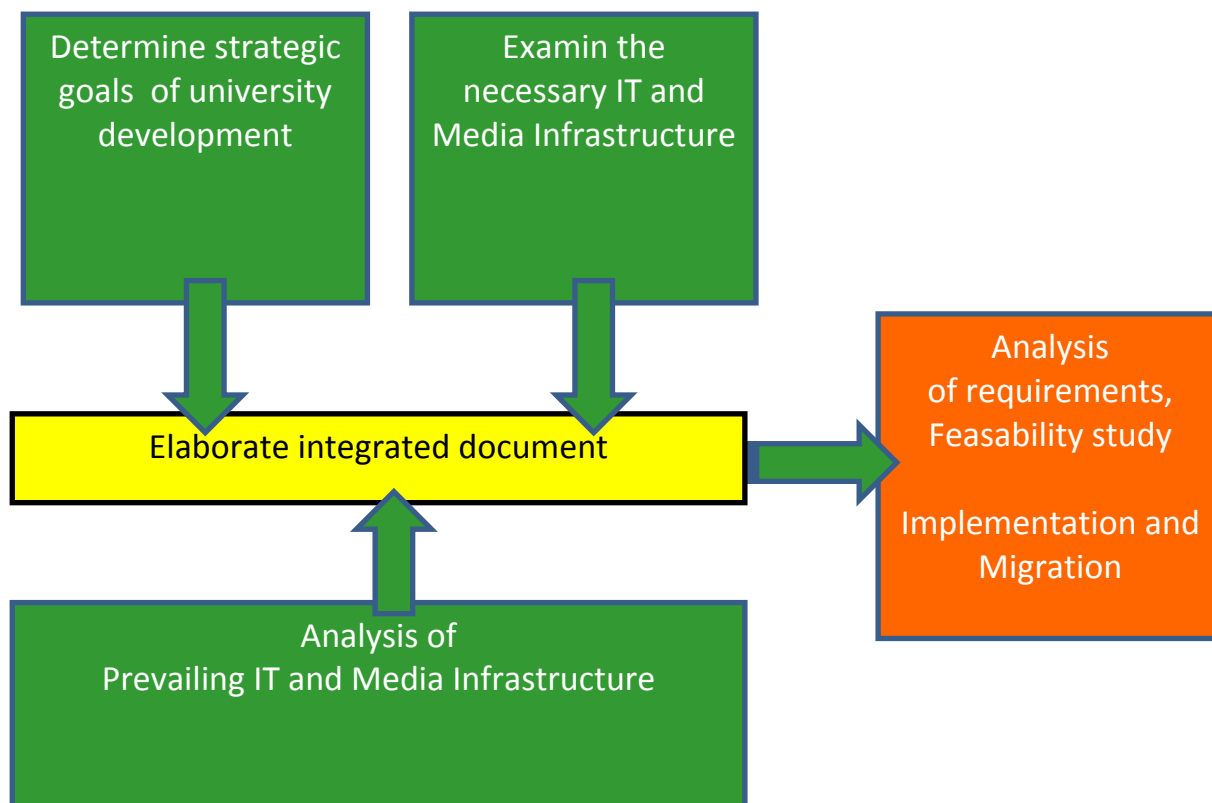 Determine strategic
goals of university
development
Examin the
necessary IT and
Media Infrastructure
Elaborate integrated document
Analysis
of requirements,
Feasability study
Implementation and
Migration
Analysis of
Prevailing IT and Media Infrastructure